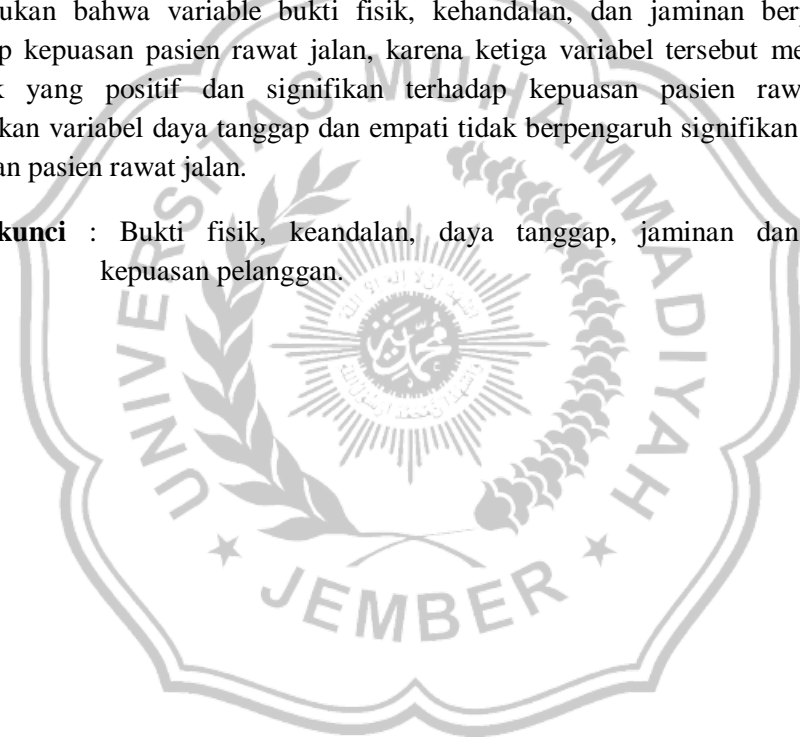 ukan bahwa variable bukti fisik, kehandalan, dan jaminan ber
p kepuasan pasien rawat jalan, karena ketiga variabel tersebut me
k yang positif dan signifikan terhadap kepuasan pasien raw
kan variabel daya tanggap dan empati tidak berpengaruh signifikan
an pasien rawat jalan.
kunci : Bukti fisik, keandalan, daya tanggap, jaminan dan
kepuasan pelanggan.
UNIVERSITAS MUHAMMADIYAH
JEMBER